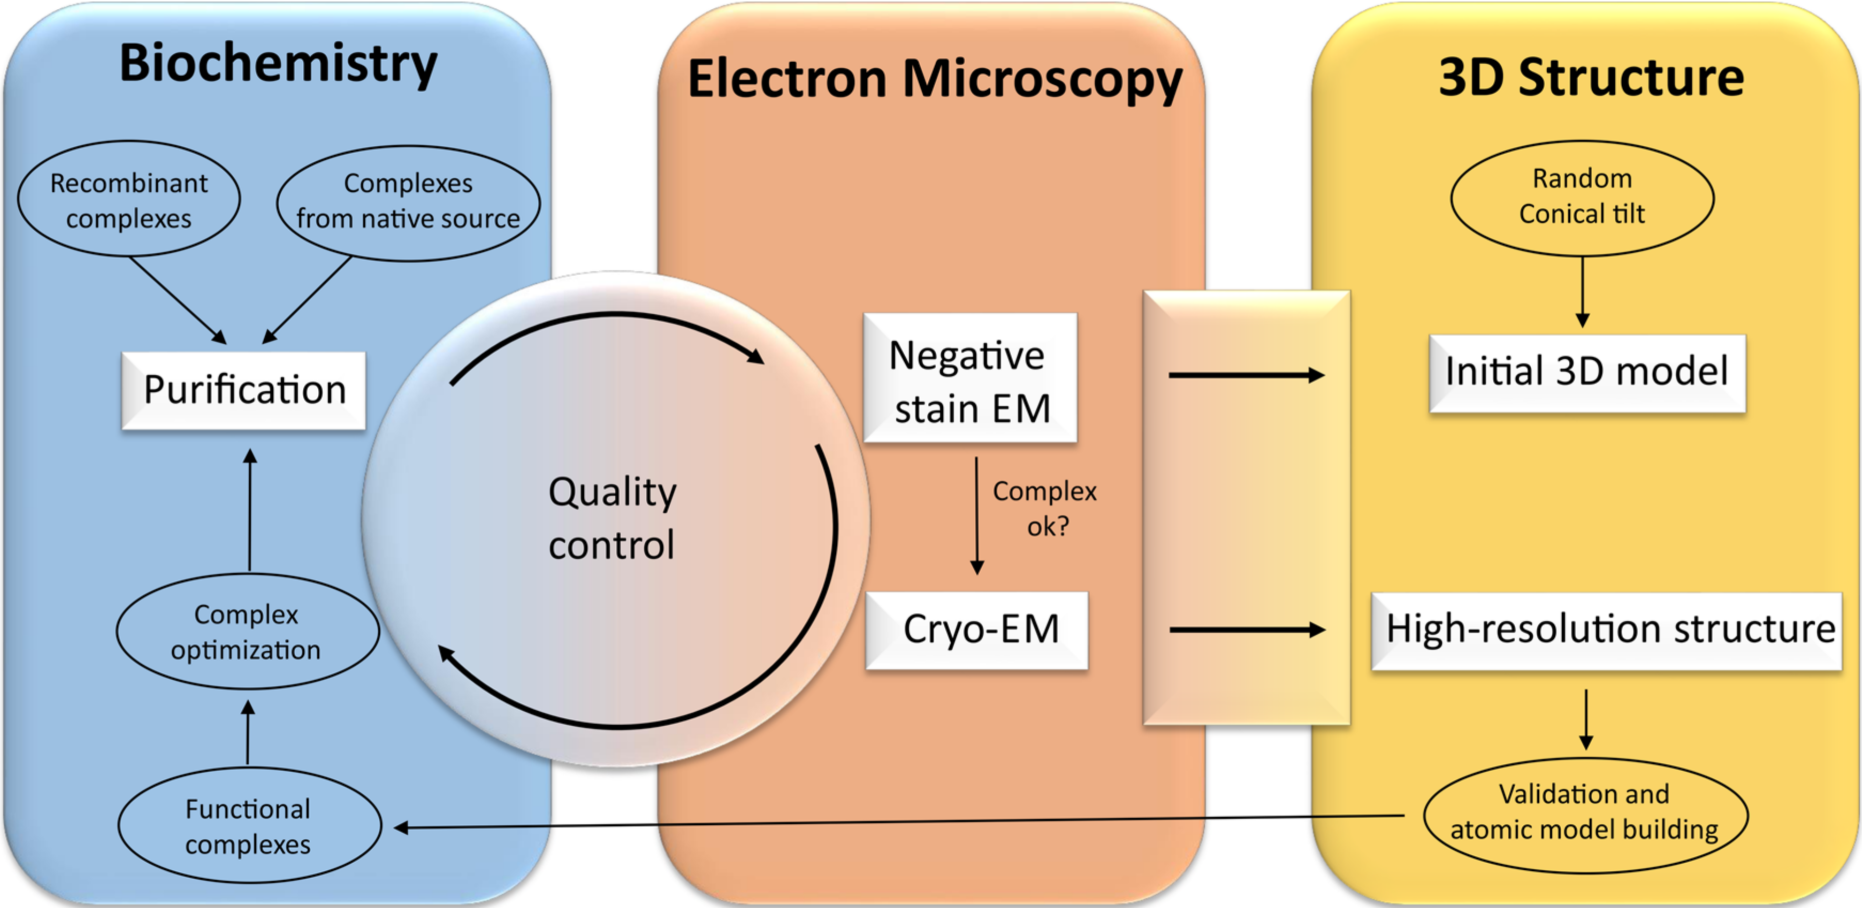 Biochemistry
Recombinant
complexes
Complexes
from native source
Purification
Complex
optimization
Functional
complexes
Quality
control
Electron Microscopy
Negative
stain EM
Complex
ok?
Cryo-EM
3D Structure
Random
Conical tilt
Initial 3D model
High-resolution structure
Validation and
atomic model building